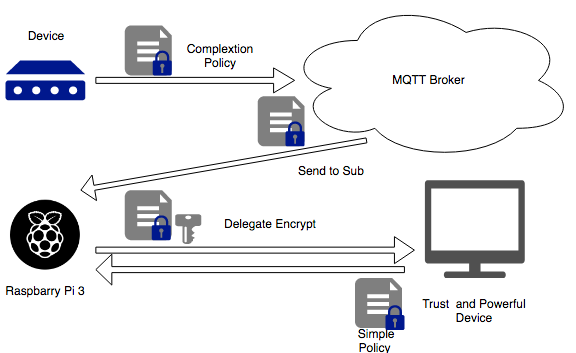 Device
Complextion
Policy
MQTT Broker
Send to Sub
Delegate Encrypt
Raspbarry Pi 3
Trust and Powerful
Device
Simple
Policy